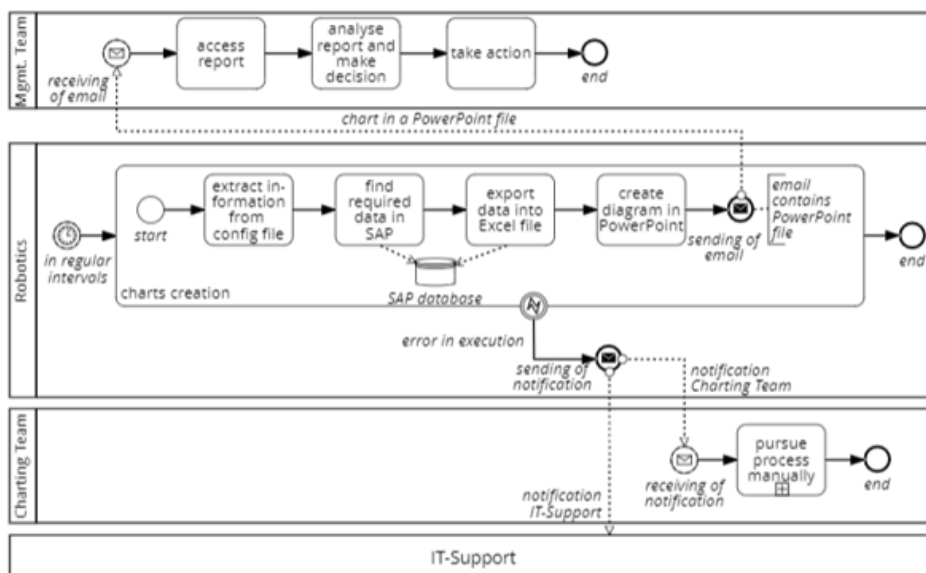 Mgmt. Team
receiving
of email
access
report
analyse
report and
make
decision
take action
end
chart in a PowerPoint file
Robotics
in regular
intervals
start
extract in-
formation
from
config file
find
required
data in
SAP
export
data into
Excel file
create
diagram in
PowerPoint
sending of
email
email
contains
PowerPoint
file
end
SAP database
charts creation
error in execution
sending of
notification
notification
Charting Team
Charting Team
notification
IT-Support
receiving of
notification
pursue
process
manually
end
IT-Support